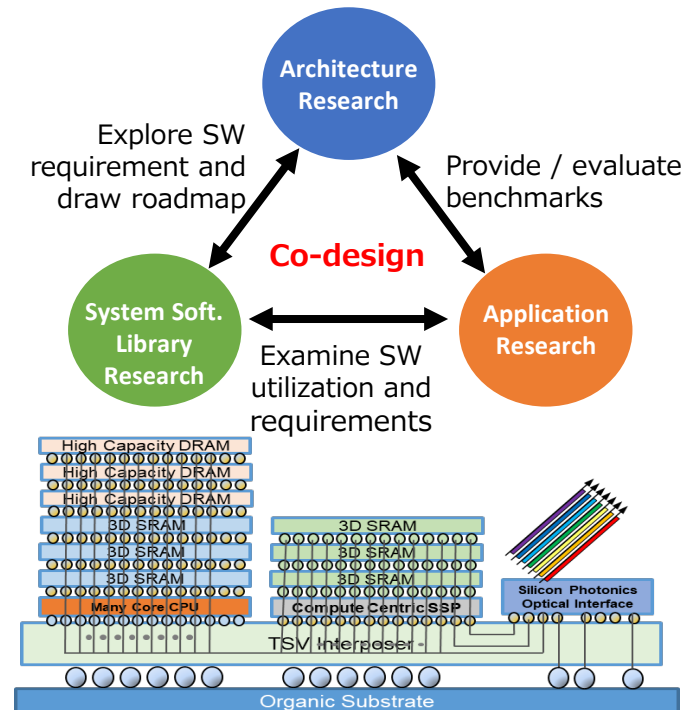 Architecture
Research
Explore SW
requirement and
draw roadmap
Provide / evaluate
benchmarks
Co-design
System Soft.
Library
Research
Application
Research
Examine SW
utilization and
requirements
High Capacity DRAM
High Capacity DRAM
High Capacity DRAM
3D SRAM
3D SRAM
3D SRAM
Many Core CPU
3D SRAM
3D SRAM
3D SRAM
Compute Centric SSP
Silicon Photonics
Optical Interface
TSV Interposer
Organic Substrate